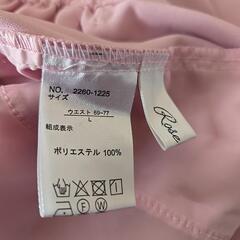 NO. 2260-1225
サイズ
ウエスト 69-77
L
組成表示
ポリエステル 100%
F W
Rose